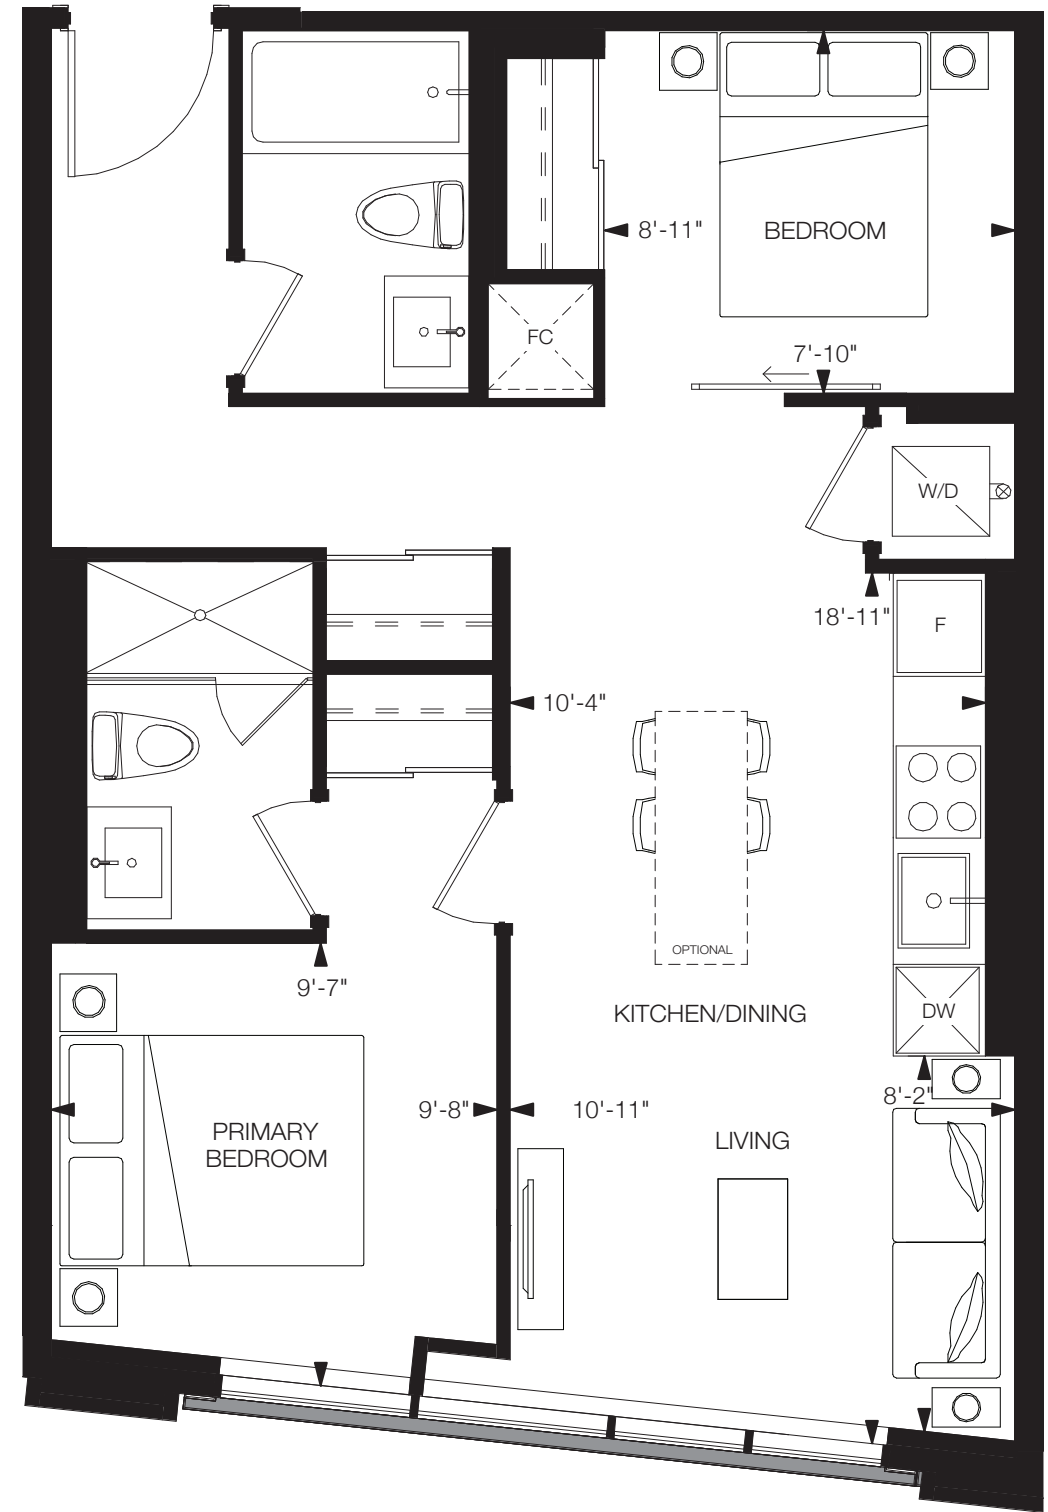 8'-11"
BEDROOM
FC
7'-10"
W/D
18'-11"
F
10'-4"
OPTIONAL
9'-7"
KITCHEN/DINING
DW
8'-2"
9'-8"
10'-11"
PRIMARY
BEDROOM
LIVING